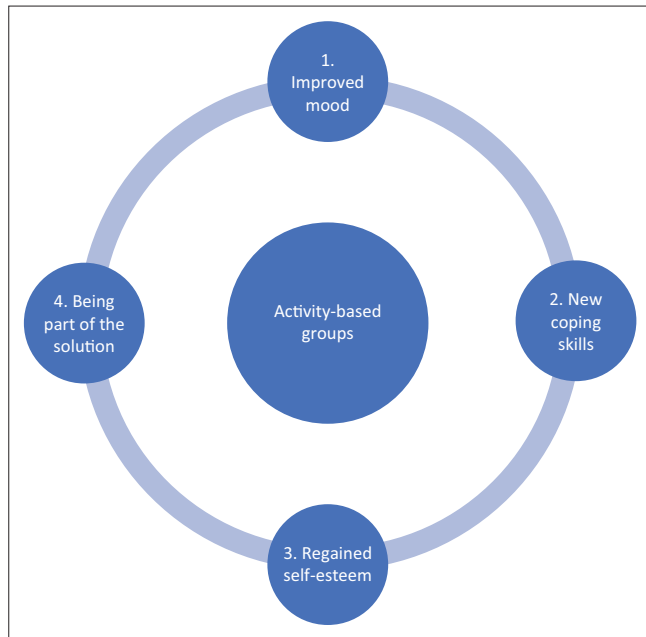 1.
Improved
mood
Activity-based
groups
2. New
coping
skills
4. Being
part of the
solution
3. Regained
self-esteem